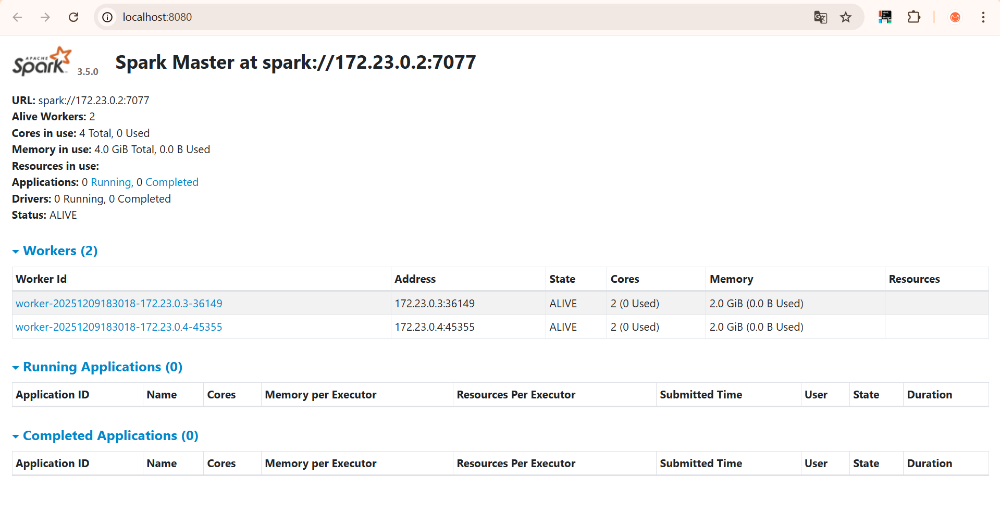 localhost:8080
APACHE Spark 3.5.0 Spark Master at spark://172.23.0.2:7077
URL: spark://172.23.0.2:7077
Alive Workers: 2
Cores in use: 4 Total, 0 Used
Memory in use: 4.0 GiB Total, 0.0 B Used
Resources in use:
Applications: 0 Running, 0 Completed
Drivers: 0 Running, 0 Completed
Status: ALIVE
Workers (2)
Worker Id Address State Cores Memory Resources
worker-20251209183018-172.23.0.3-36149 172.23.0.3:36149 ALIVE 2 (0 Used) 2.0 GiB (0.0 B Used)
worker-20251209183018-172.23.0.4-45355 172.23.0.4:45355 ALIVE 2 (0 Used) 2.0 GiB (0.0 B Used)
Running Applications (0)
Application ID Name Cores Memory per Executor Resources Per Executor Submitted Time User State Duration
Completed Applications (0)
Application ID Name Cores Memory per Executor Resources Per Executor Submitted Time User State Duration